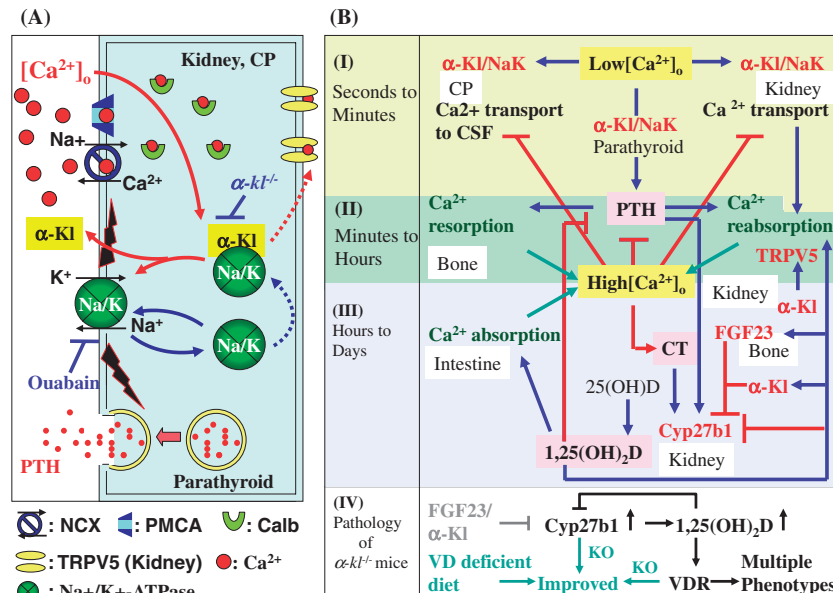 (A)
[Ca²⁺]ₒ
Kidney, CP
Na+
Ca²⁺
α-kl⁻/⁻
α-Kl
α-Kl
Na/K
K⁺
Na/K
Na⁺
Na/K
Ouabain
PTH
Parathyroid
: NCX
: PMCA
: Calb
: TRPV5 (Kidney)
: Ca²⁺
: Na+/K+-ATPase
(B)
(I)
Seconds to
Minutes
α-Kl/NaK
Low[Ca²⁺]ₒ
α-Kl/NaK
CP
Kidney
Ca2+ transport
to CSF
Ca ²⁺ transport
α-Kl/NaK
Parathyroid
(II)
Minutes to
Hours
Ca²⁺
resorption
PTH
Ca²⁺
reabsorption
Bone
TRPV5
High[Ca²⁺]ₒ
Kidney
α-Kl
(III)
Hours to
Days
Ca²⁺ absorption
Intestine
CT
FGF23
Bone
25(OH)D
α-Kl
Cyp27b1
1,25(OH)₂D
Kidney
(IV)
Pathology
of
α-kl⁻/⁻ mice
FGF23/
α-Kl
Cyp27b1
1,25(OH)₂D
KO
VD deficient
diet
Improved
KO
VDR
Multiple
Phenotypes